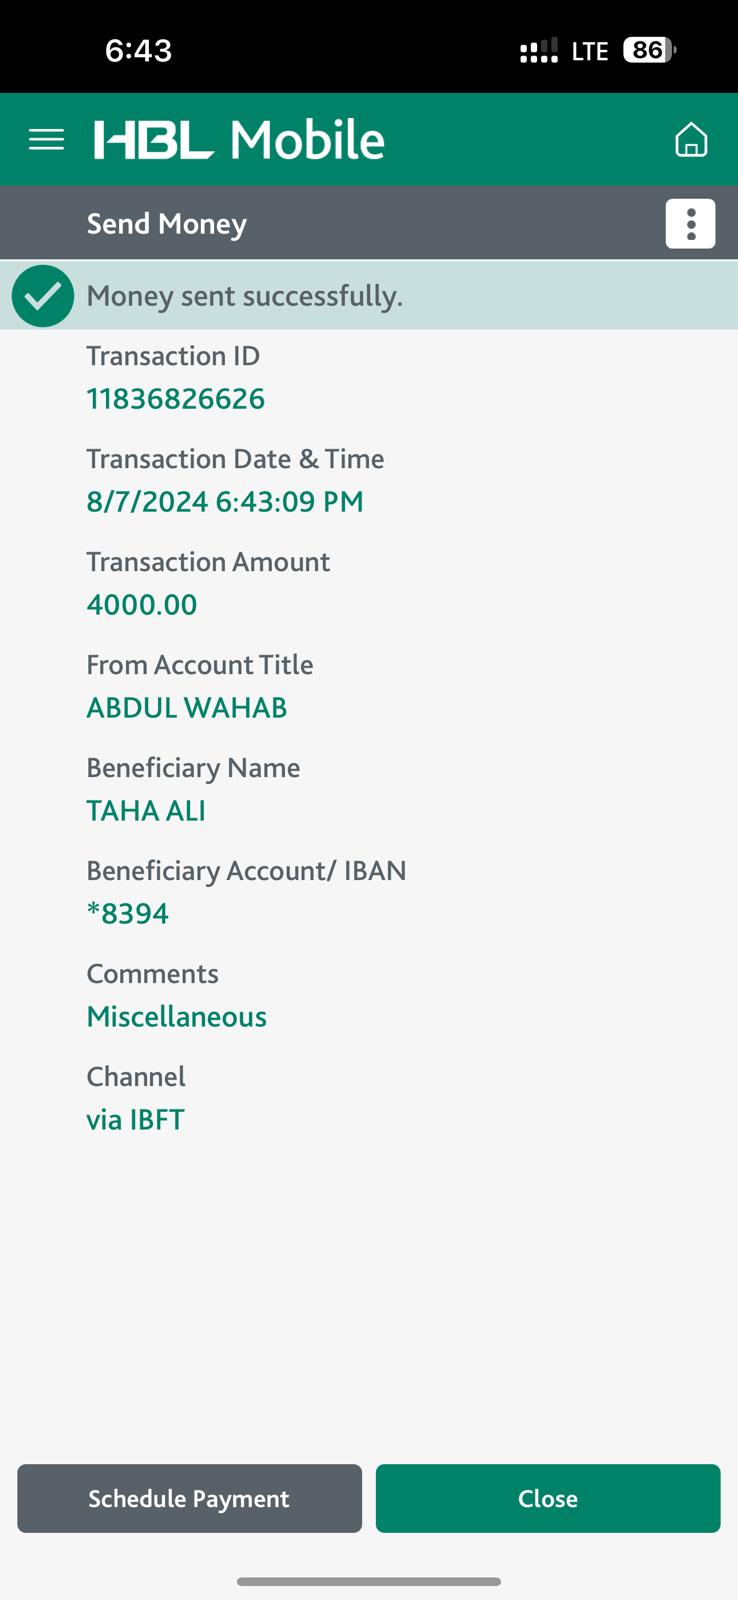 6:43 LTE 86
HBL Mobile
Send Money
Money sent successfully.
Transaction ID
11836826626
Transaction Date & Time
8/7/2024 6:43:09 PM
Transaction Amount
4000.00
From Account Title
ABDUL WAHAB
Beneficiary Name
TAHA ALI
Beneficiary Account/ IBAN
*8394
Comments
Miscellaneous
Channel
via IBFT
Schedule Payment Close